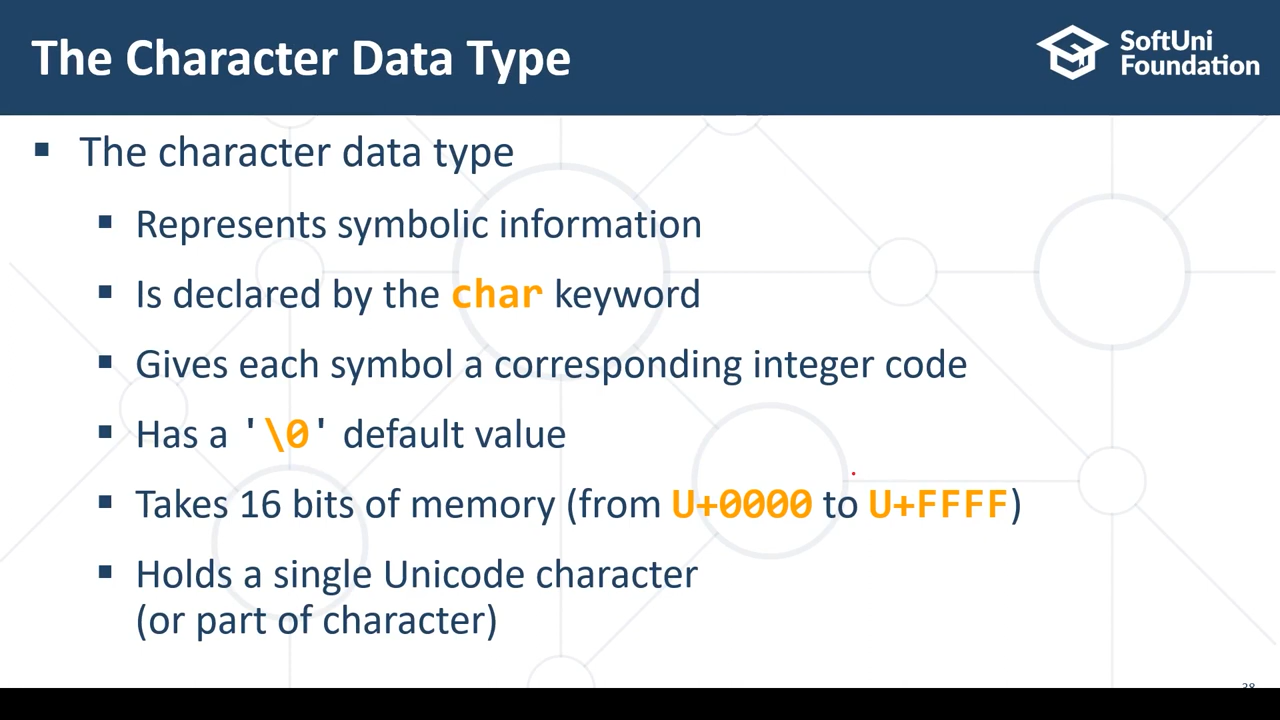 The Character Data Type
SoftUni
Foundation
▪ The character data type
▪ Represents symbolic information
▪ Is declared by the char keyword
▪ Gives each symbol a corresponding integer code
▪ Has a '\0' default value
▪ Takes 16 bits of memory (from U+0000 to U+FFFF)
▪ Holds a single Unicode character
(or part of character)
38